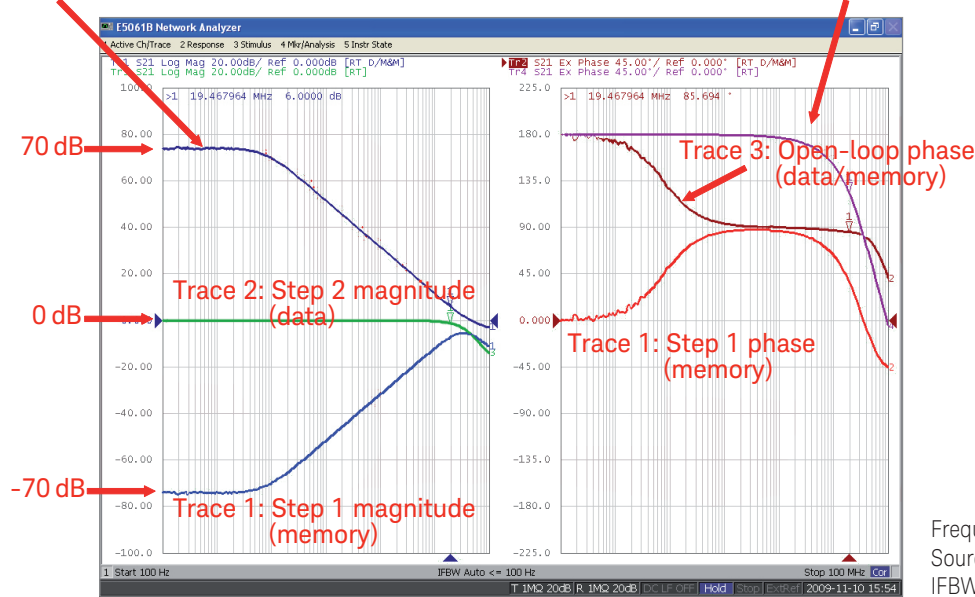 E5061B Network Analyzer
1 Active Ch/Trace 2 Response 3 Stimulus 4 Mkr/Analysis 5 Instr State
Tr1 S21 Log Mag 20.00dB/ Ref 0.000dB [RT D/M&M]
Tr3 S21 Log Mag 20.00dB/ Ref 0.000dB [RT]
Tr2 S21 Ex Phase 45.00°/ Ref 0.000° [RT D/M&M]
Tr4 S21 Ex Phase 45.00°/ Ref 0.000° [RT]
100.0
>1 19.467964 MHz 6.0000 dB
225.0
>1 19.467964 MHz 85.694 °
80.00
180.0
70 dB
Trace 3: Open-loop phase
(data/memory)
60.00
135.0
40.00
90.00
1
20.00
45.00
Trace 2: Step 2 magnitude
(data)
2
0 dB
0.000
1
4
Trace 1: Step 1 phase
(memory)
1
3
-20.00
-45.00
2
-40.00
-90.00
-60.00
-135.0
-70 dB
-80.00
-180.0
Trace 1: Step 1 magnitude
(memory)
-100.0
-225.0
Frequ
Sourc
IFBW
1 Start 100 Hz
IFBW Auto <= 100 Hz
Stop 100 MHz Cor
T 1MΩ 20dB R 1MΩ 20dB DC LF OFF Hold Stop ExtRef 2009-11-10 15:54